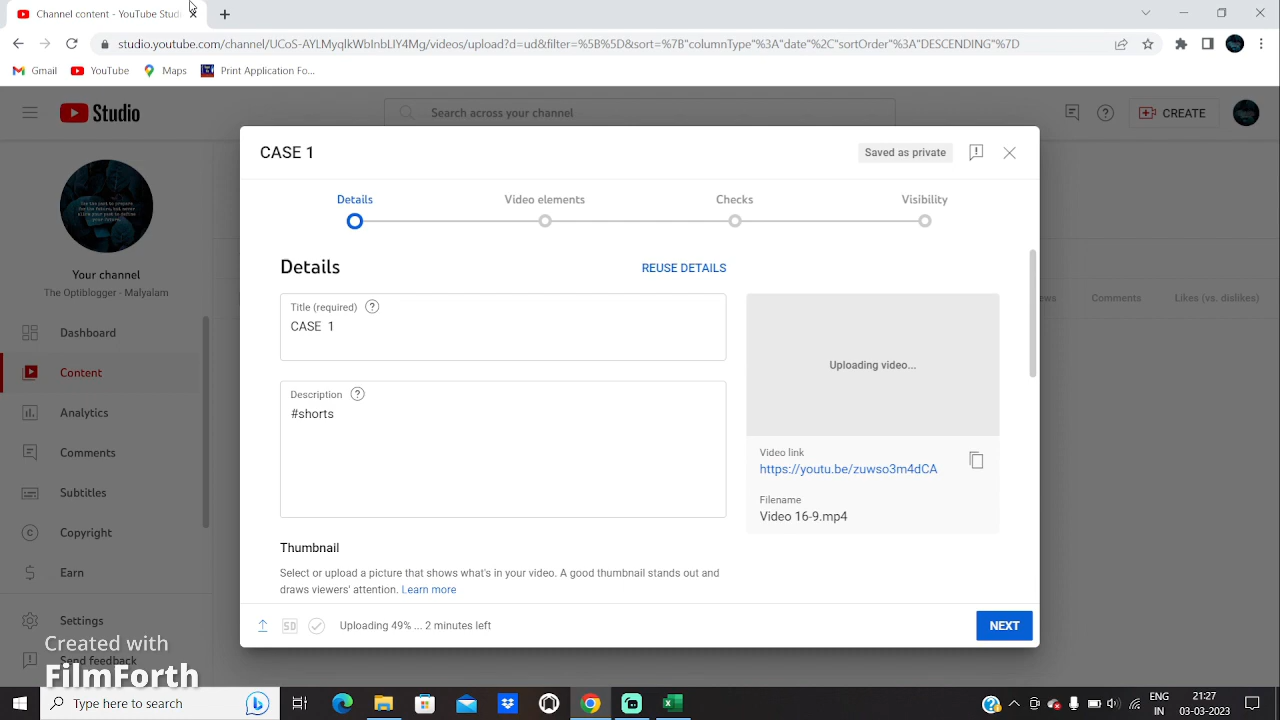 Channel content - YouTube Studi
studio.youtube.com/channel/UCoS-AYLMyqlkWbInbLIY4Mg/videos/upload?d=ud&filter=%5B%5D&sort=%7B"columnType"%3A"date"%2C"sortOrder"%3A"DESCENDING"%7D
Gmail YouTube Maps Print Application Fo...
Studio
Search across your channel
CREATE
CASE 1
Saved as private
Details Video elements Checks Visibility
Your channel
The Optiblogger - Malyalam
Dashboard
Content
Analytics
Comments
Subtitles
Copyright
Earn
Settings
Send feedback
Details
REUSE DETAILS
Title (required)
CASE 1
Description
#shorts
Thumbnail
Select or upload a picture that shows what's in your video. A good thumbnail stands out and
draws viewers' attention. Learn more
Uploading video...
Video link
https://youtu.be/zuwso3m4dCA
Filename
Video 16-9.mp4
Comments Likes (vs. dislikes)
SD Uploading 49% ... 2 minutes left
NEXT
Created with
FilmForth
Type here to search
ENG
IN
21:27
03-03-2023